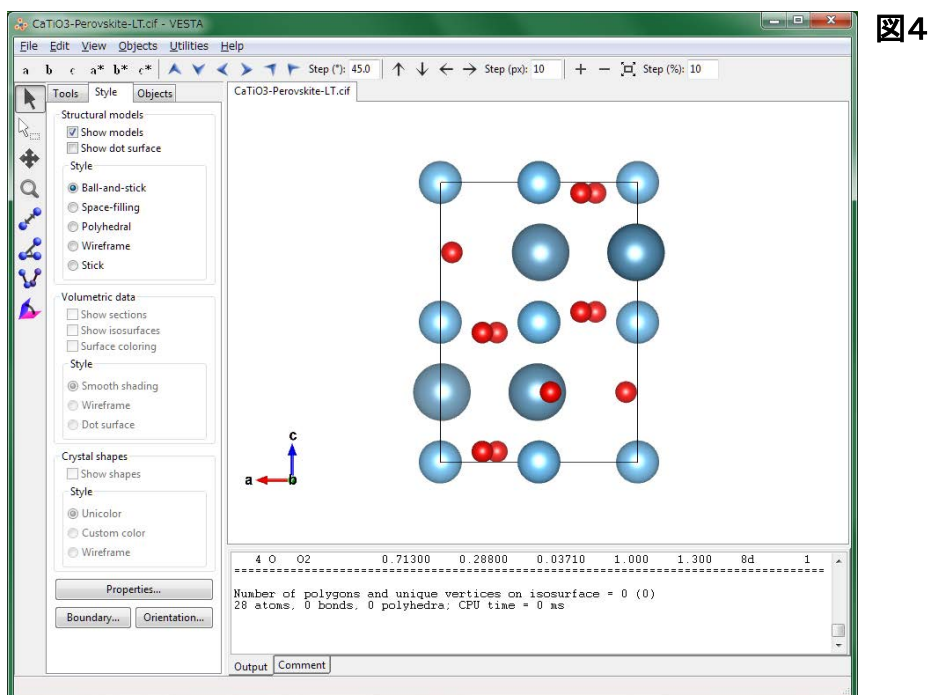 CaTiO3-Perovskite-LT.cif - VESTA
図4
File Edit View Objects Utilities Help
a b c a* b* c* Step (°): 45.0 Step (px): 10 Step (%): 10
Tools Style Objects
CaTiO3-Perovskite-LT.cif
Structural models
Show models
Show dot surface
Style
Ball-and-stick
Space-filling
Polyhedral
Wireframe
Stick
Volumetric data
Show sections
Show isosurfaces
Surface coloring
Style
Smooth shading
Wireframe
Dot surface
Crystal shapes
Show shapes
Style
Unicolor
Custom color
Wireframe
Properties...
Boundary... Orientation...
c
a b
4 O O2 0.71300 0.28800 0.03710 1.000 1.300 8d 1
Number of polygons and unique vertices on isosurface = 0 (0)
28 atoms, 0 bonds, 0 polyhedra; CPU time = 0 ms
Output Comment